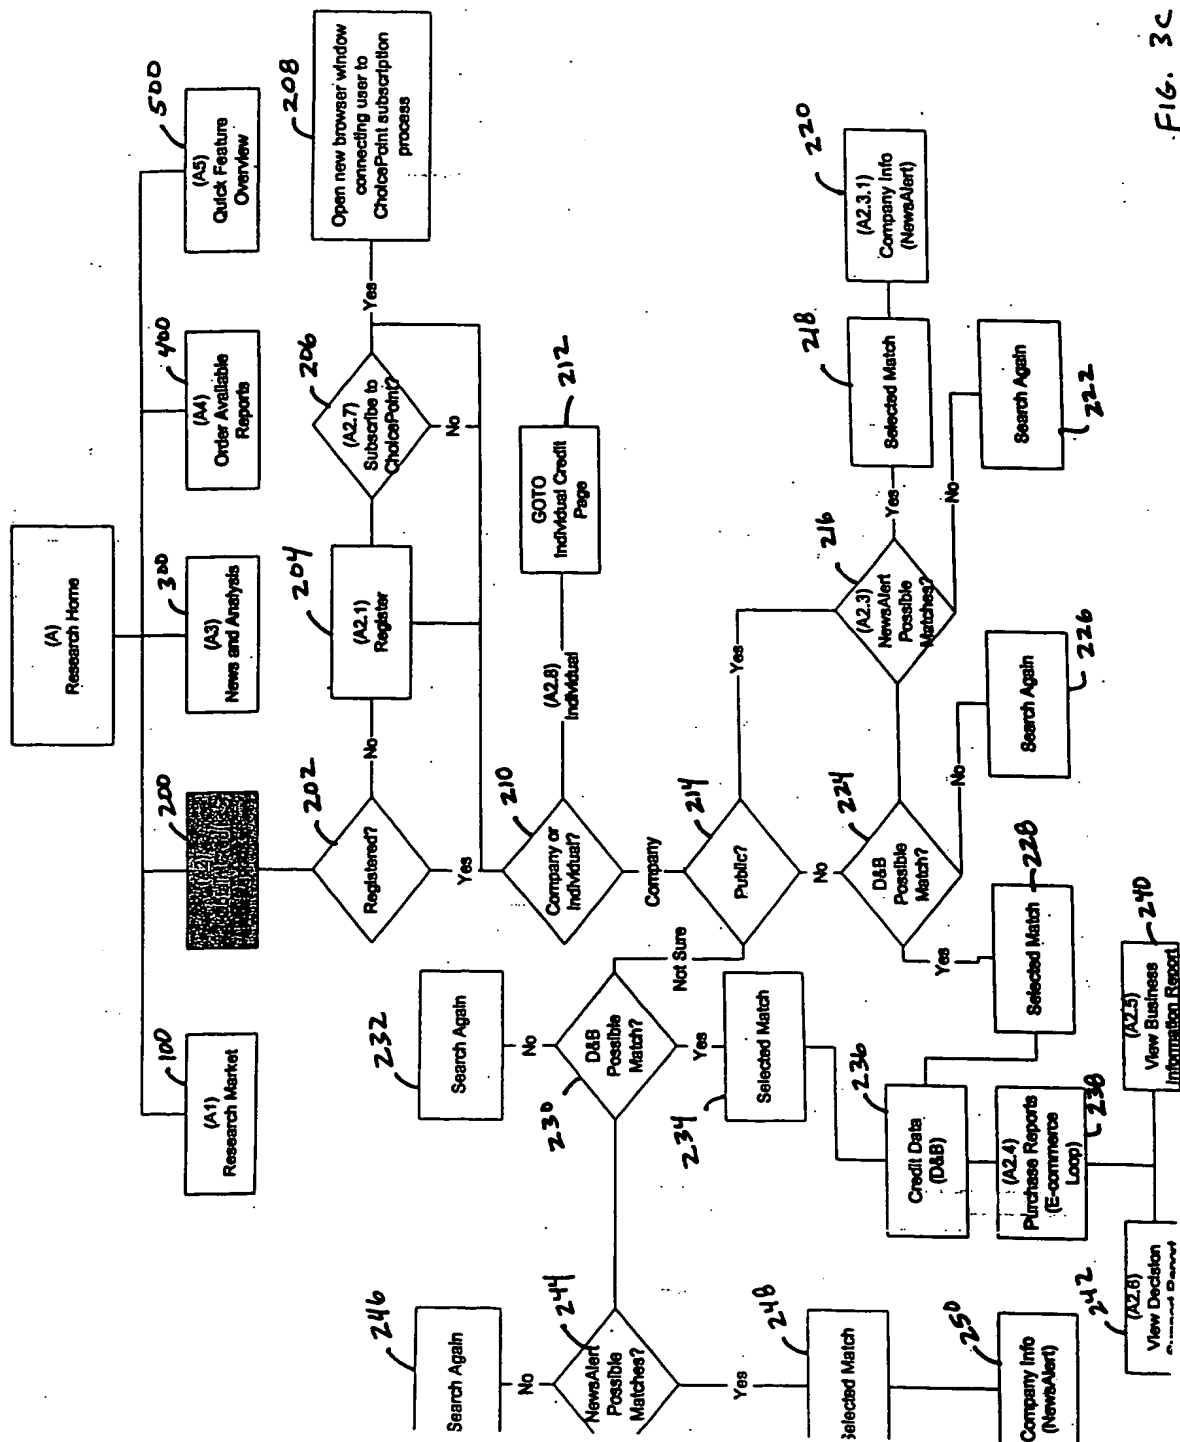 (A)
Research Home
100
(A1)
Research Market
200
300
(A3)
News and Analysis
400
(A4)
Order Available
Reports
500
(A5)
Quick Feature
Overview
202
Registered?
No
204
(A2.1)
Register
206
(A2.7)
Subscribe to
ChoicePoint?
Yes
208
Open new browser window
connecting user to
ChoicePoint subscription
process
Yes
No
210
Company or
Individual?
(A2.8)
Individual
212
GOTO
Individual Credit
Page
Company
214
Public?
Yes
Not Sure
No
216
(A2.3)
NewsAlert
Possible
Matches?
Yes
218
Selected Match
220
(A2.3.1)
Company Info
(NewsAlert)
No
Search Again
222
224
D&B
Possible
Match?
No
Search Again
226
Yes
Selected Match
228
232
Search Again
No
230
D&B
Possible
Match?
Yes
234
Selected Match
236
Credit Data
(D&B)
(A2.4)
Purchase Reports
(E-commerce
Loop)
238
240
(A2.5)
View Business
Information Report
242
(A2.6)
View Decision
Support Report
246
Search Again
No
244
NewsAlert
Possible
Matches?
Yes
248
Selected Match
250
Company Info
(NewsAlert)
FIG. 3C